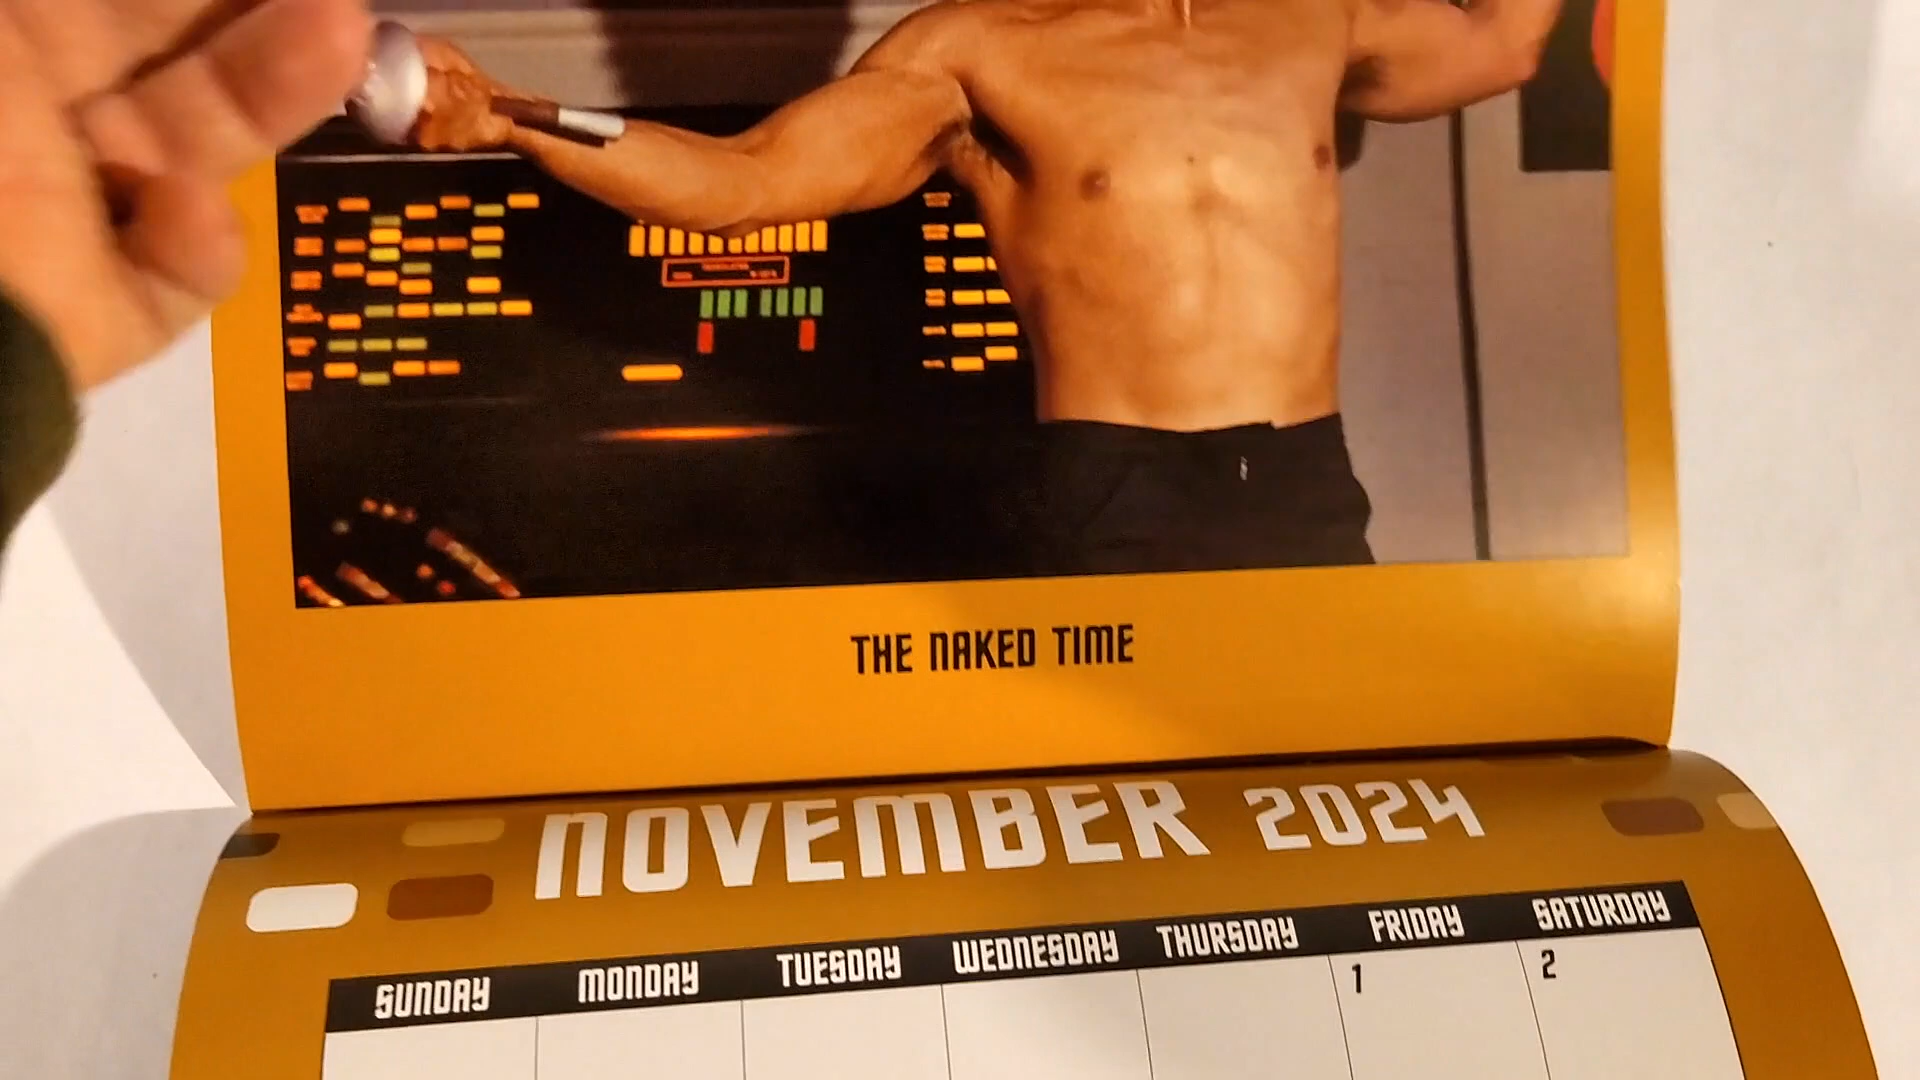 THE NAKED TIME
NOVEMBER 2024
SUNDAY MONDAY TUESDAY WEDNESDAY THURSDAY FRIDAY SATURDAY
1 2